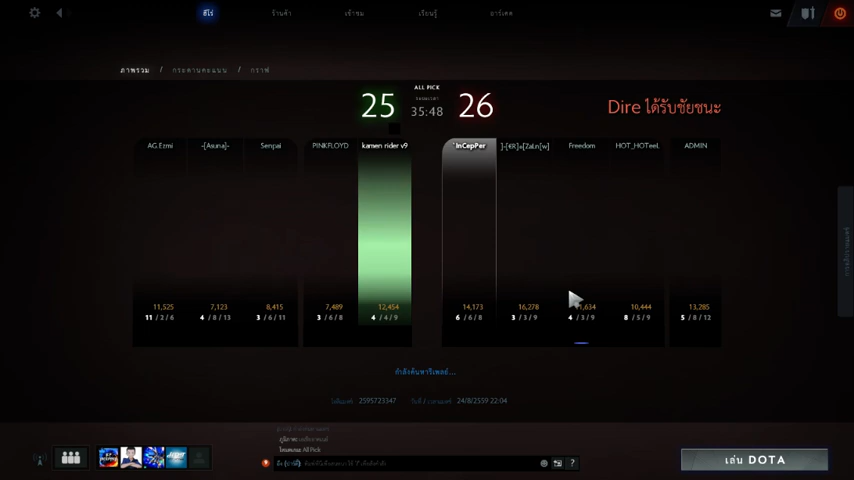 ฮีโร่ ร้านค้า เข้าชม เรียนรู้ อาร์เคด
ภาพรวม / กระดานคะแนน / กราฟ
25 ALL PICK 35:48 26
Dire ได้รับชัยชนะ
AG.Ezmi -[Asuna]- Senpai PINKFLOYD kamen rider v9 HOT_HOTeeL ADMIN
Freedom
11,525 7,123 8,415 7,489 12,454 14,173 16,278 10,444 13,285
11 / 2 / 6 4 / 8 / 13 3 / 6 / 11 3 / 6 / 8 4 / 4 / 9 6 / 6 / 8 3 / 3 / 9 4 / 3 / 9 8 / 5 / 9 5 / 8 / 12
กำลังค้นหารีเพลย์...
2595723347 24/8/2559 22:04
All Pick
เล่น DOTA